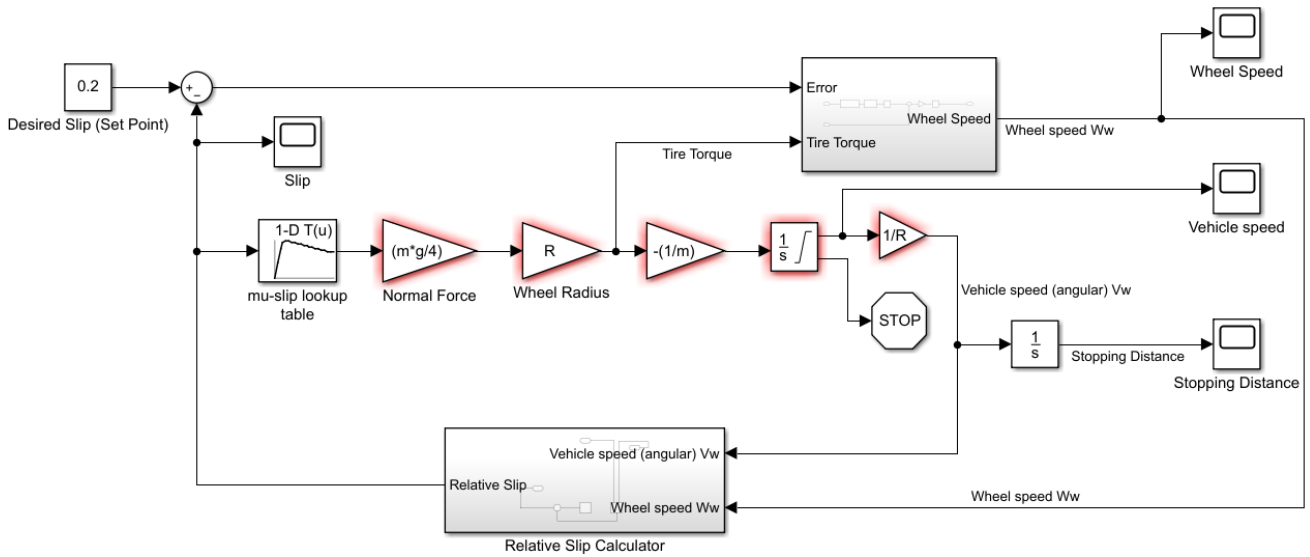 Wheel Speed
0.2
+
_
Desired Slip (Set Point)
Error
Wheel Speed
Tire Torque
Wheel speed Ww
Tire Torque
Slip
Vehicle speed
1-D T(u)
mu-slip lookup
table
(m*g/4)
Normal Force
R
Wheel Radius
-(1/m)
1
s
1/R
STOP
Vehicle speed (angular) Vw
1
s
Stopping Distance
Stopping Distance
Vehicle speed (angular) Vw
Relative Slip
Wheel speed Ww
Wheel speed Ww
Relative Slip Calculator